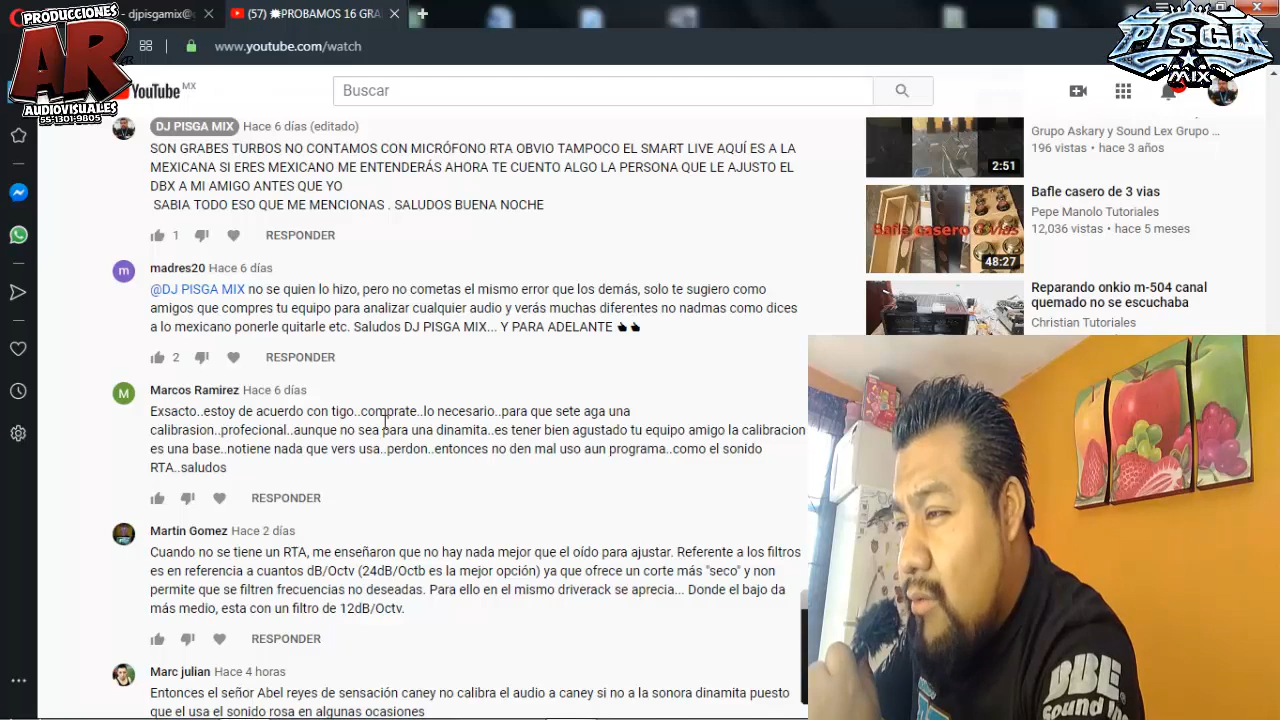 PRODUCCIONES
AR
AUDIOVISUALES
55-1301-9805
- djpisgamix@
(57) PROBAMOS 16 GRA
PISGA
MIX
www.youtube.com/watch
YouTube MX
Buscar
DJ PISGA MIX Hace 6 días (editado)
SON GRABES TURBOS NO CONTAMOS CON MICRÓFONO RTA OBVIO TAMPOCO EL SMART LIVE AQUÍ ES A LA
MEXICANA SI ERES MEXICANO ME ENTENDERÁS AHORA TE CUENTO ALGO LA PERSONA QUE LE AJUSTO EL
DBX A MI AMIGO ANTES QUE YO
SABIA TODO ESO QUE ME MENCIONAS . SALUDOS BUENA NOCHE
1 RESPONDER
madres20 Hace 6 días
@DJ PISGA MIX no se quien lo hizo, pero no cometas el mismo error que los demás, solo te sugiero como
amigos que compres tu equipo para analizar cualquier audio y verás muchas diferentes no nadmas como dices
a lo mexicano ponerle quitarle etc. Saludos DJ PISGA MIX... Y PARA ADELANTE
2 RESPONDER
Marcos Ramirez Hace 6 días
Exsacto..estoy de acuerdo con tigo..comprate..lo necesario..para que sete aga una
calibrasion..profecional..aunque no sea para una dinamita..es tener bien agustado tu equipo amigo la calibracion
es una base..notiene nada que vers usa..perdon..entonces no den mal uso aun programa..como el sonido
RTA..saludos
RESPONDER
Martin Gomez Hace 2 días
Cuando no se tiene un RTA, me enseñaron que no hay nada mejor que el oído para ajustar. Referente a los filtros
es en referencia a cuantos dB/Octv (24dB/Octb es la mejor opción) ya que ofrece un corte más "seco" y non
permite que se filtren frecuencias no deseadas. Para ello en el mismo driverack se aprecia... Donde el bajo da
más medio, esta con un filtro de 12dB/Octv.
RESPONDER
Marc julian Hace 4 horas
Entonces el señor Abel reyes de sensación caney no calibra el audio a caney si no a la sonora dinamita puesto
que el usa el sonido rosa en algunas ocasiones
Grupo Askary y Sound Lex Grupo ...
196 vistas • hace 3 años
2:51
Bafle casero de 3 vias
Pepe Manolo Tutoriales
12,036 vistas • hace 5 meses
Bafle casero 3 vias
48:27
Reparando onkio m-504 canal
quemado no se escuchaba
Christian Tutoriales
BBE
Sound In